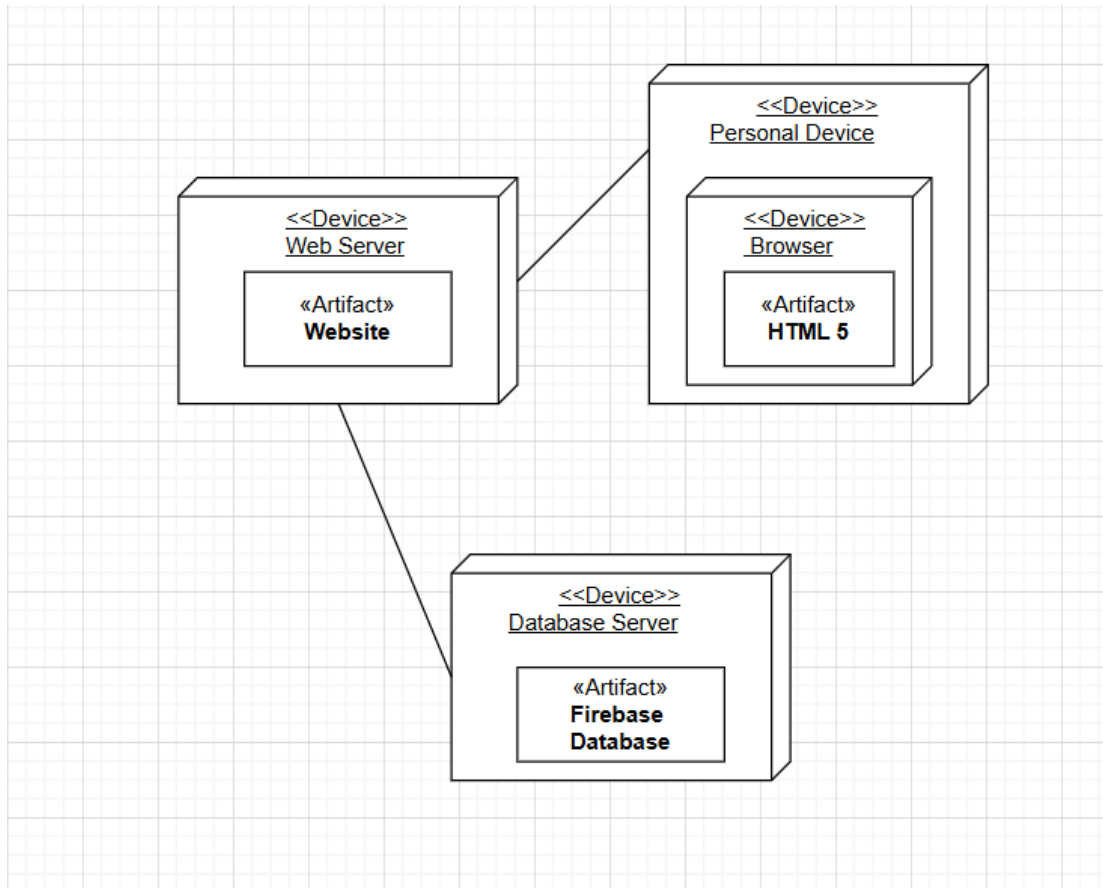 <<Device>>
Personal Device
<<Device>>
Web Server
«Artifact»
Website
<<Device>>
Browser
«Artifact»
HTML 5
<<Device>>
Database Server
«Artifact»
Firebase
Database